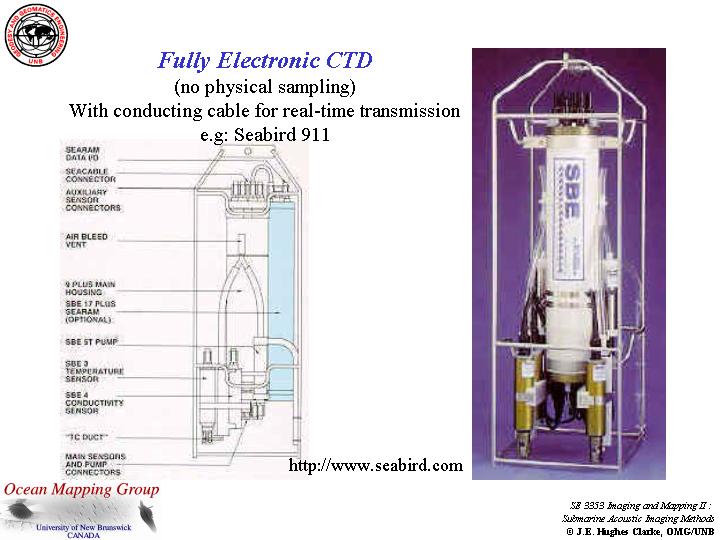 GEODESY AND GEOMATICS ENGINEERING
UNB
Fully Electronic CTD
(no physical sampling)
With conducting cable for real-time transmission
e.g: Seabird 911
SEARAM
DATA I/O
SEACABLE
CONNECTOR
AUXILIARY
SENSOR
CONNECTORS
AIR BLEED
VENT
9 PLUS MAIN
HOUSING
SBE 17 PLUS
SEARAM
(OPTIONAL)
SBE 5T PUMP
SBE 3
TEMPERATURE
SENSOR
SBE 4
CONDUCTIVITY
SENSOR
"TC DUCT"
MAIN SENSORS
AND PUMP
CONNECTORS
SBE
http://www.seabird.com
Ocean Mapping Group
University of New Brunswick
CANADA
SE 3353 Imaging and Mapping II :
Submarine Acoustic Imaging Methods
© J.E. Hughes Clarke, OMG/UNB